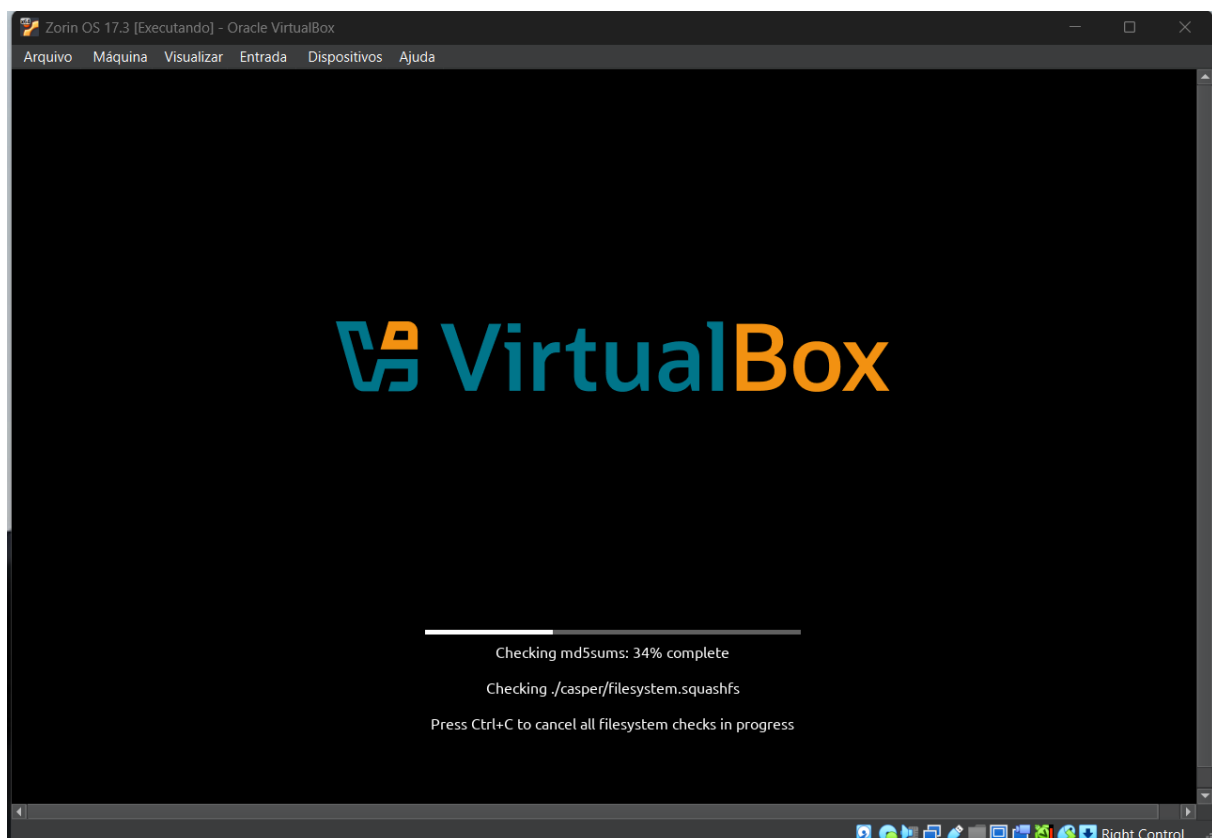 Zorin OS 17.3 [Executando] - Oracle VirtualBox
Arquivo Máquina Visualizar Entrada Dispositivos Ajuda
VirtualBox
Checking md5sums: 34% complete
Checking ./casper/filesystem.squashfs
Press Ctrl+C to cancel all filesystem checks in progress
Right Control